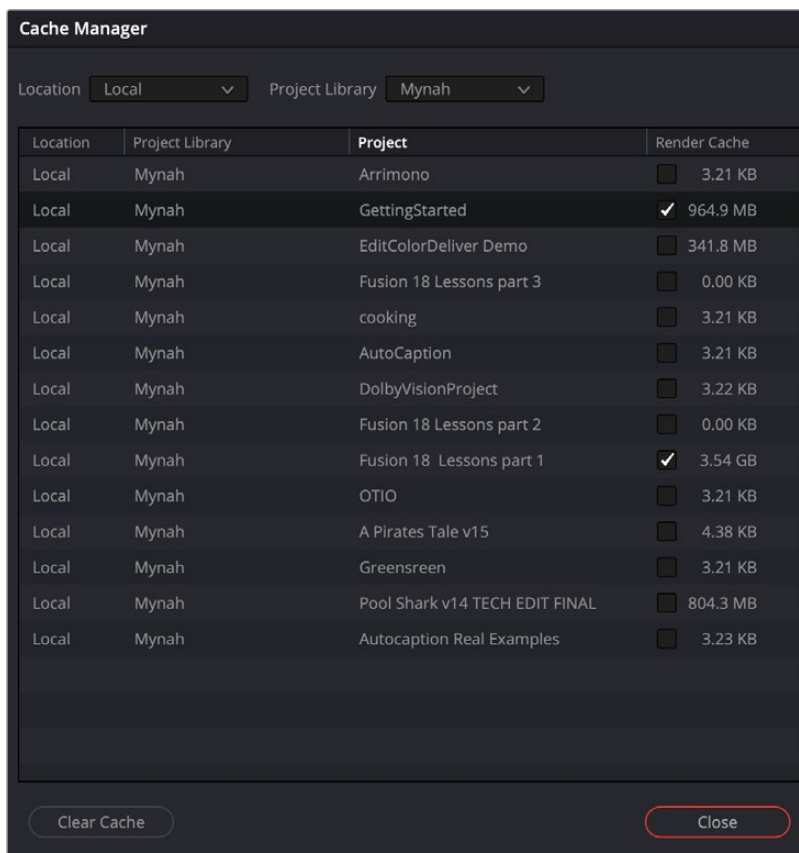 Cache Manager
Location Local Project Library Mynah
Location Project Library Project Render Cache
Local Mynah Arrimono 3.21 KB
Local Mynah GettingStarted 964.9 MB
Local Mynah EditColorDeliver Demo 341.8 MB
Local Mynah Fusion 18 Lessons part 3 0.00 KB
Local Mynah cooking 3.21 KB
Local Mynah AutoCaption 3.21 KB
Local Mynah DolbyVisionProject 3.22 KB
Local Mynah Fusion 18 Lessons part 2 0.00 KB
Local Mynah Fusion 18 Lessons part 1 3.54 GB
Local Mynah OTIO 3.21 KB
Local Mynah A Pirates Tale v15 4.38 KB
Local Mynah Greensreen 3.21 KB
Local Mynah Pool Shark v14 TECH EDIT FINAL 804.3 MB
Local Mynah Autocaption Real Examples 3.23 KB
Clear Cache Close